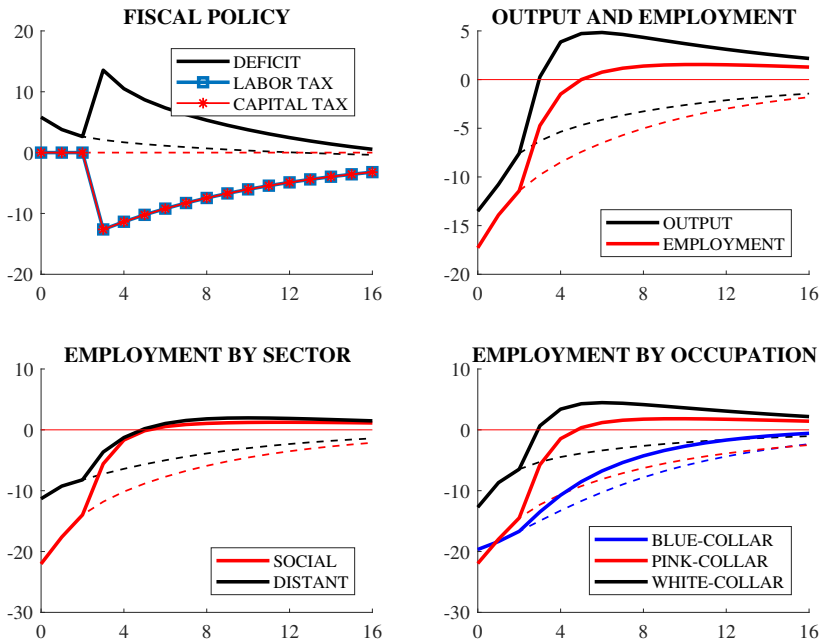 FISCAL POLICY
20
10
0
-10
-20
0 4 8 12 16
DEFICIT
LABOR TAX
CAPITAL TAX
OUTPUT AND EMPLOYMENT
5
0
-5
-10
-15
-20
0 4 8 12 16
OUTPUT
EMPLOYMENT
EMPLOYMENT BY SECTOR
10
0
-10
-20
-30
0 4 8 12 16
SOCIAL
DISTANT
EMPLOYMENT BY OCCUPATION
10
0
-10
-20
-30
0 4 8 12 16
BLUE-COLLAR
PINK-COLLAR
WHITE-COLLAR